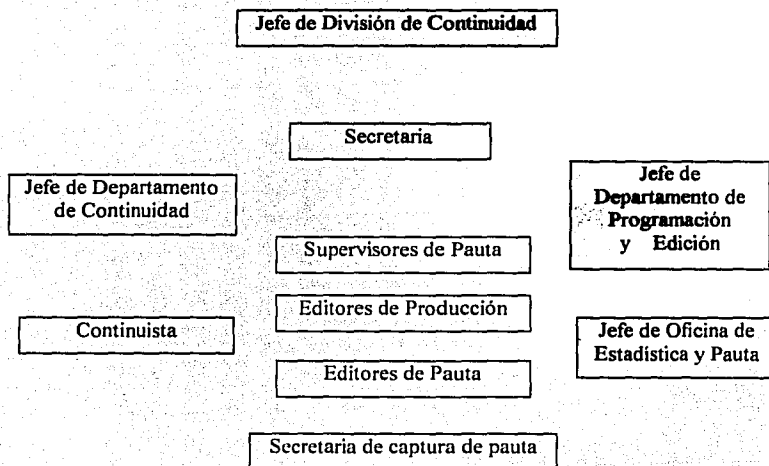 Jefe de División de Continuidad
Secretaria
Jefe de Departamento
de Continuidad
Jefe de
Departamento de
Programación
y Edición
Supervisores de Pauta
Editores de Producción
Continuista
Jefe de Oficina de
Estadística y Pauta
Editores de Pauta
Secretaria de captura de pauta